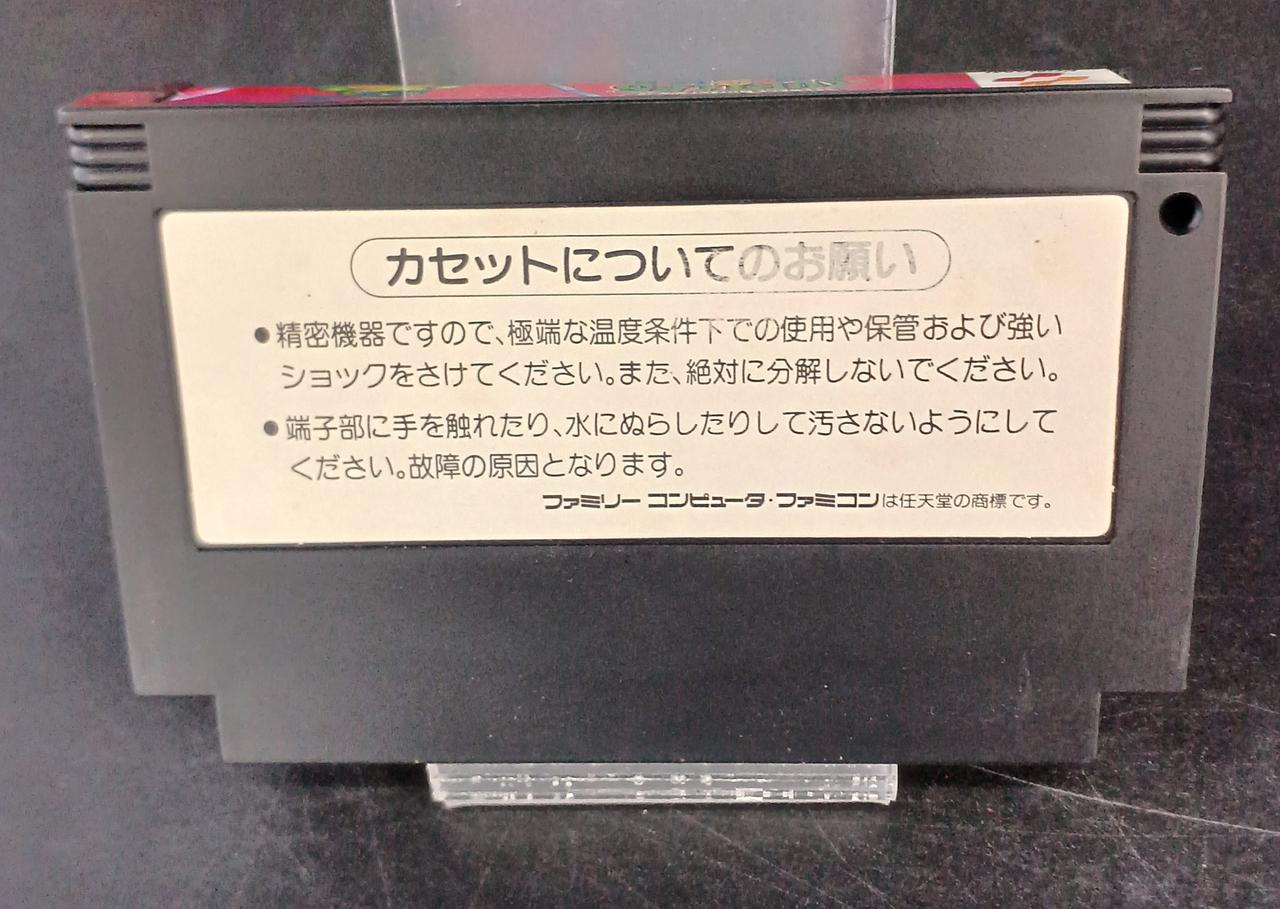 カセットについてのお願い
●精密機器ですので、極端な温度条件下での使用や保管および強い
ショックをさけてください。また、絶対に分解しないでください。
●端子部に手を触れたり、水にぬらしたりして汚さないようにして
ください。故障の原因となります。
ファミリー コンピュータ・ファミコンは任天堂の商標です。